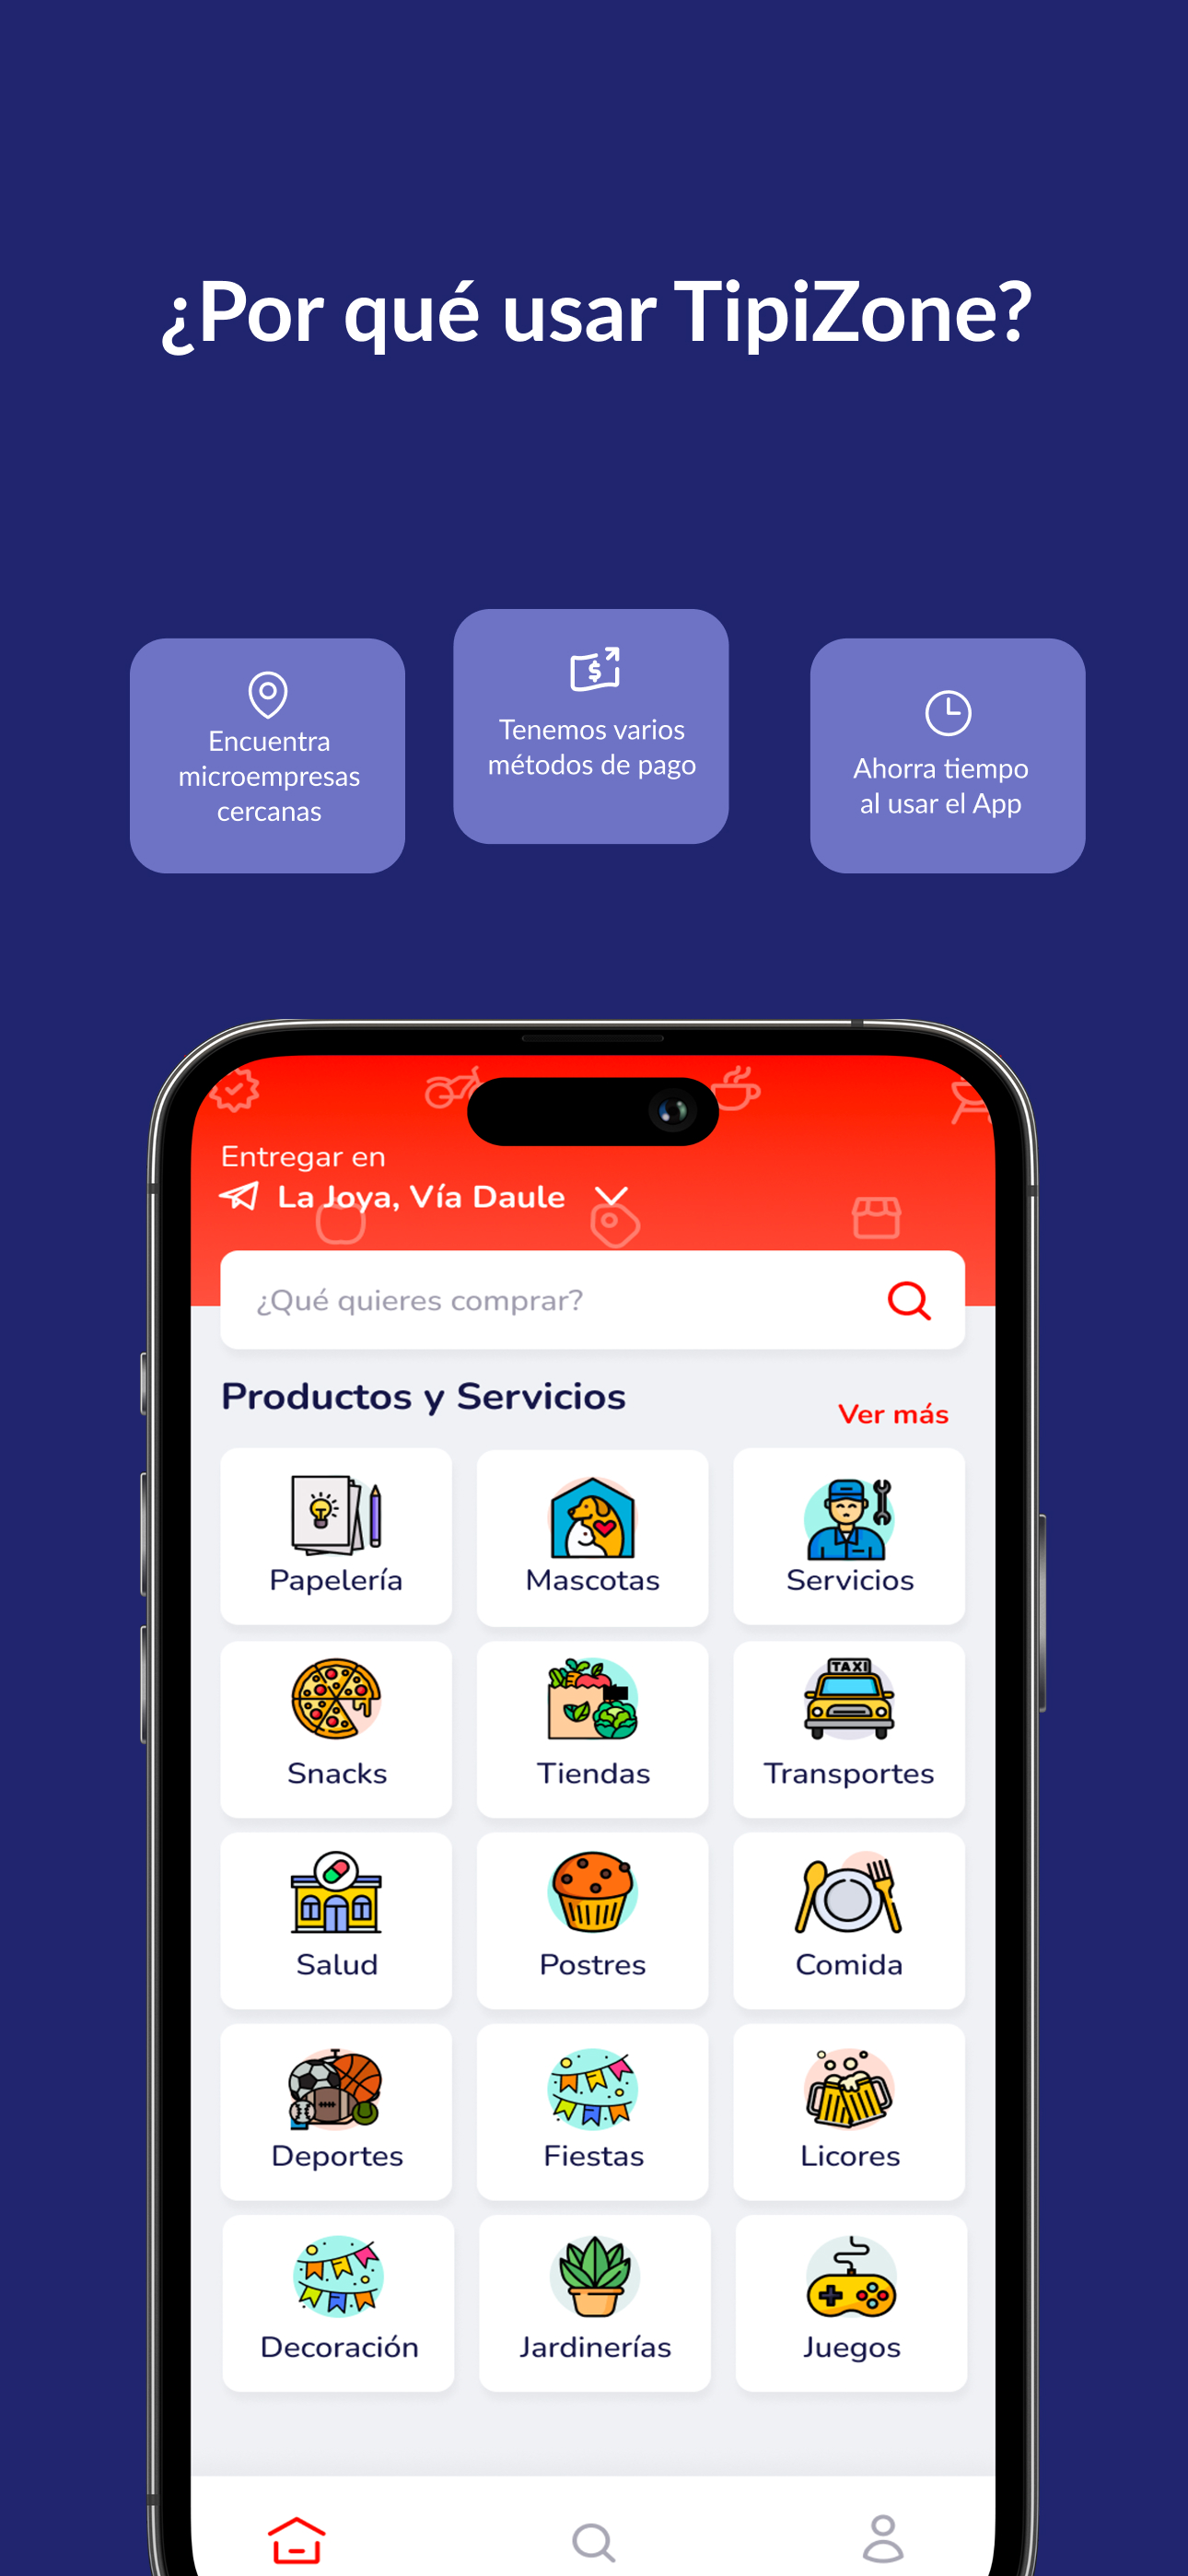 ¿Por qué usar TipiZone?
Encuentra
microempresas
cercanas
Tenemos varios
métodos de pago
Ahorra tiempo
al usar el App
Entregar en
La Joya, Vía Daule
¿Qué quieres comprar?
Productos y Servicios
Ver más
Papelería
Mascotas
Servicios
TAXI
Snacks
Tiendas
Transportes
Salud
Postres
Comida
Deportes
Fiestas
Licores
Decoración
Jardinerías
Juegos